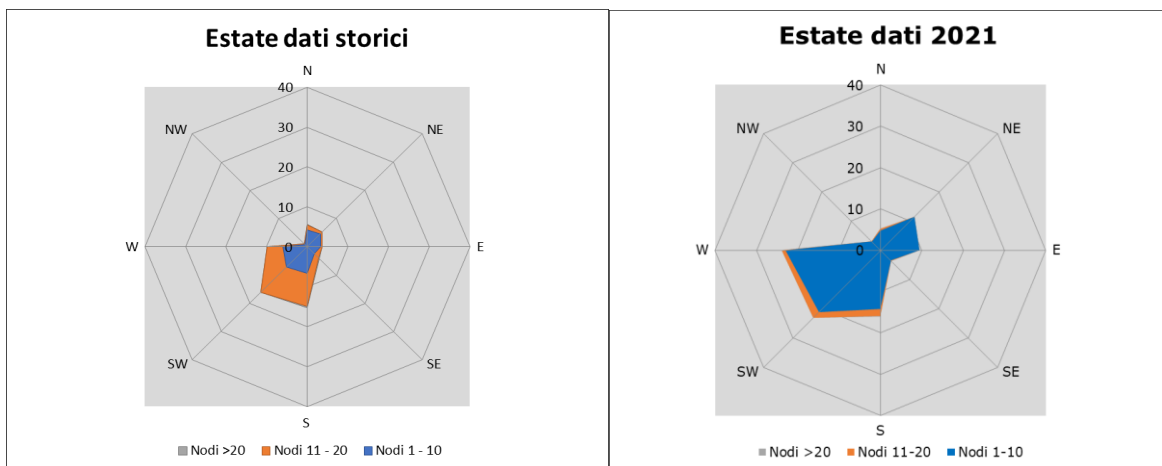 Estate dati storici
N
40
NW
NE
30
20
10
W
0
E
SW
SE
S
Nodi >20 Nodi 11 - 20 Nodi 1 - 10
Estate dati 2021
N
40
NW
NE
30
20
10
W
0
E
SW
SE
S
Nodi >20 Nodi 11-20 Nodi 1-10